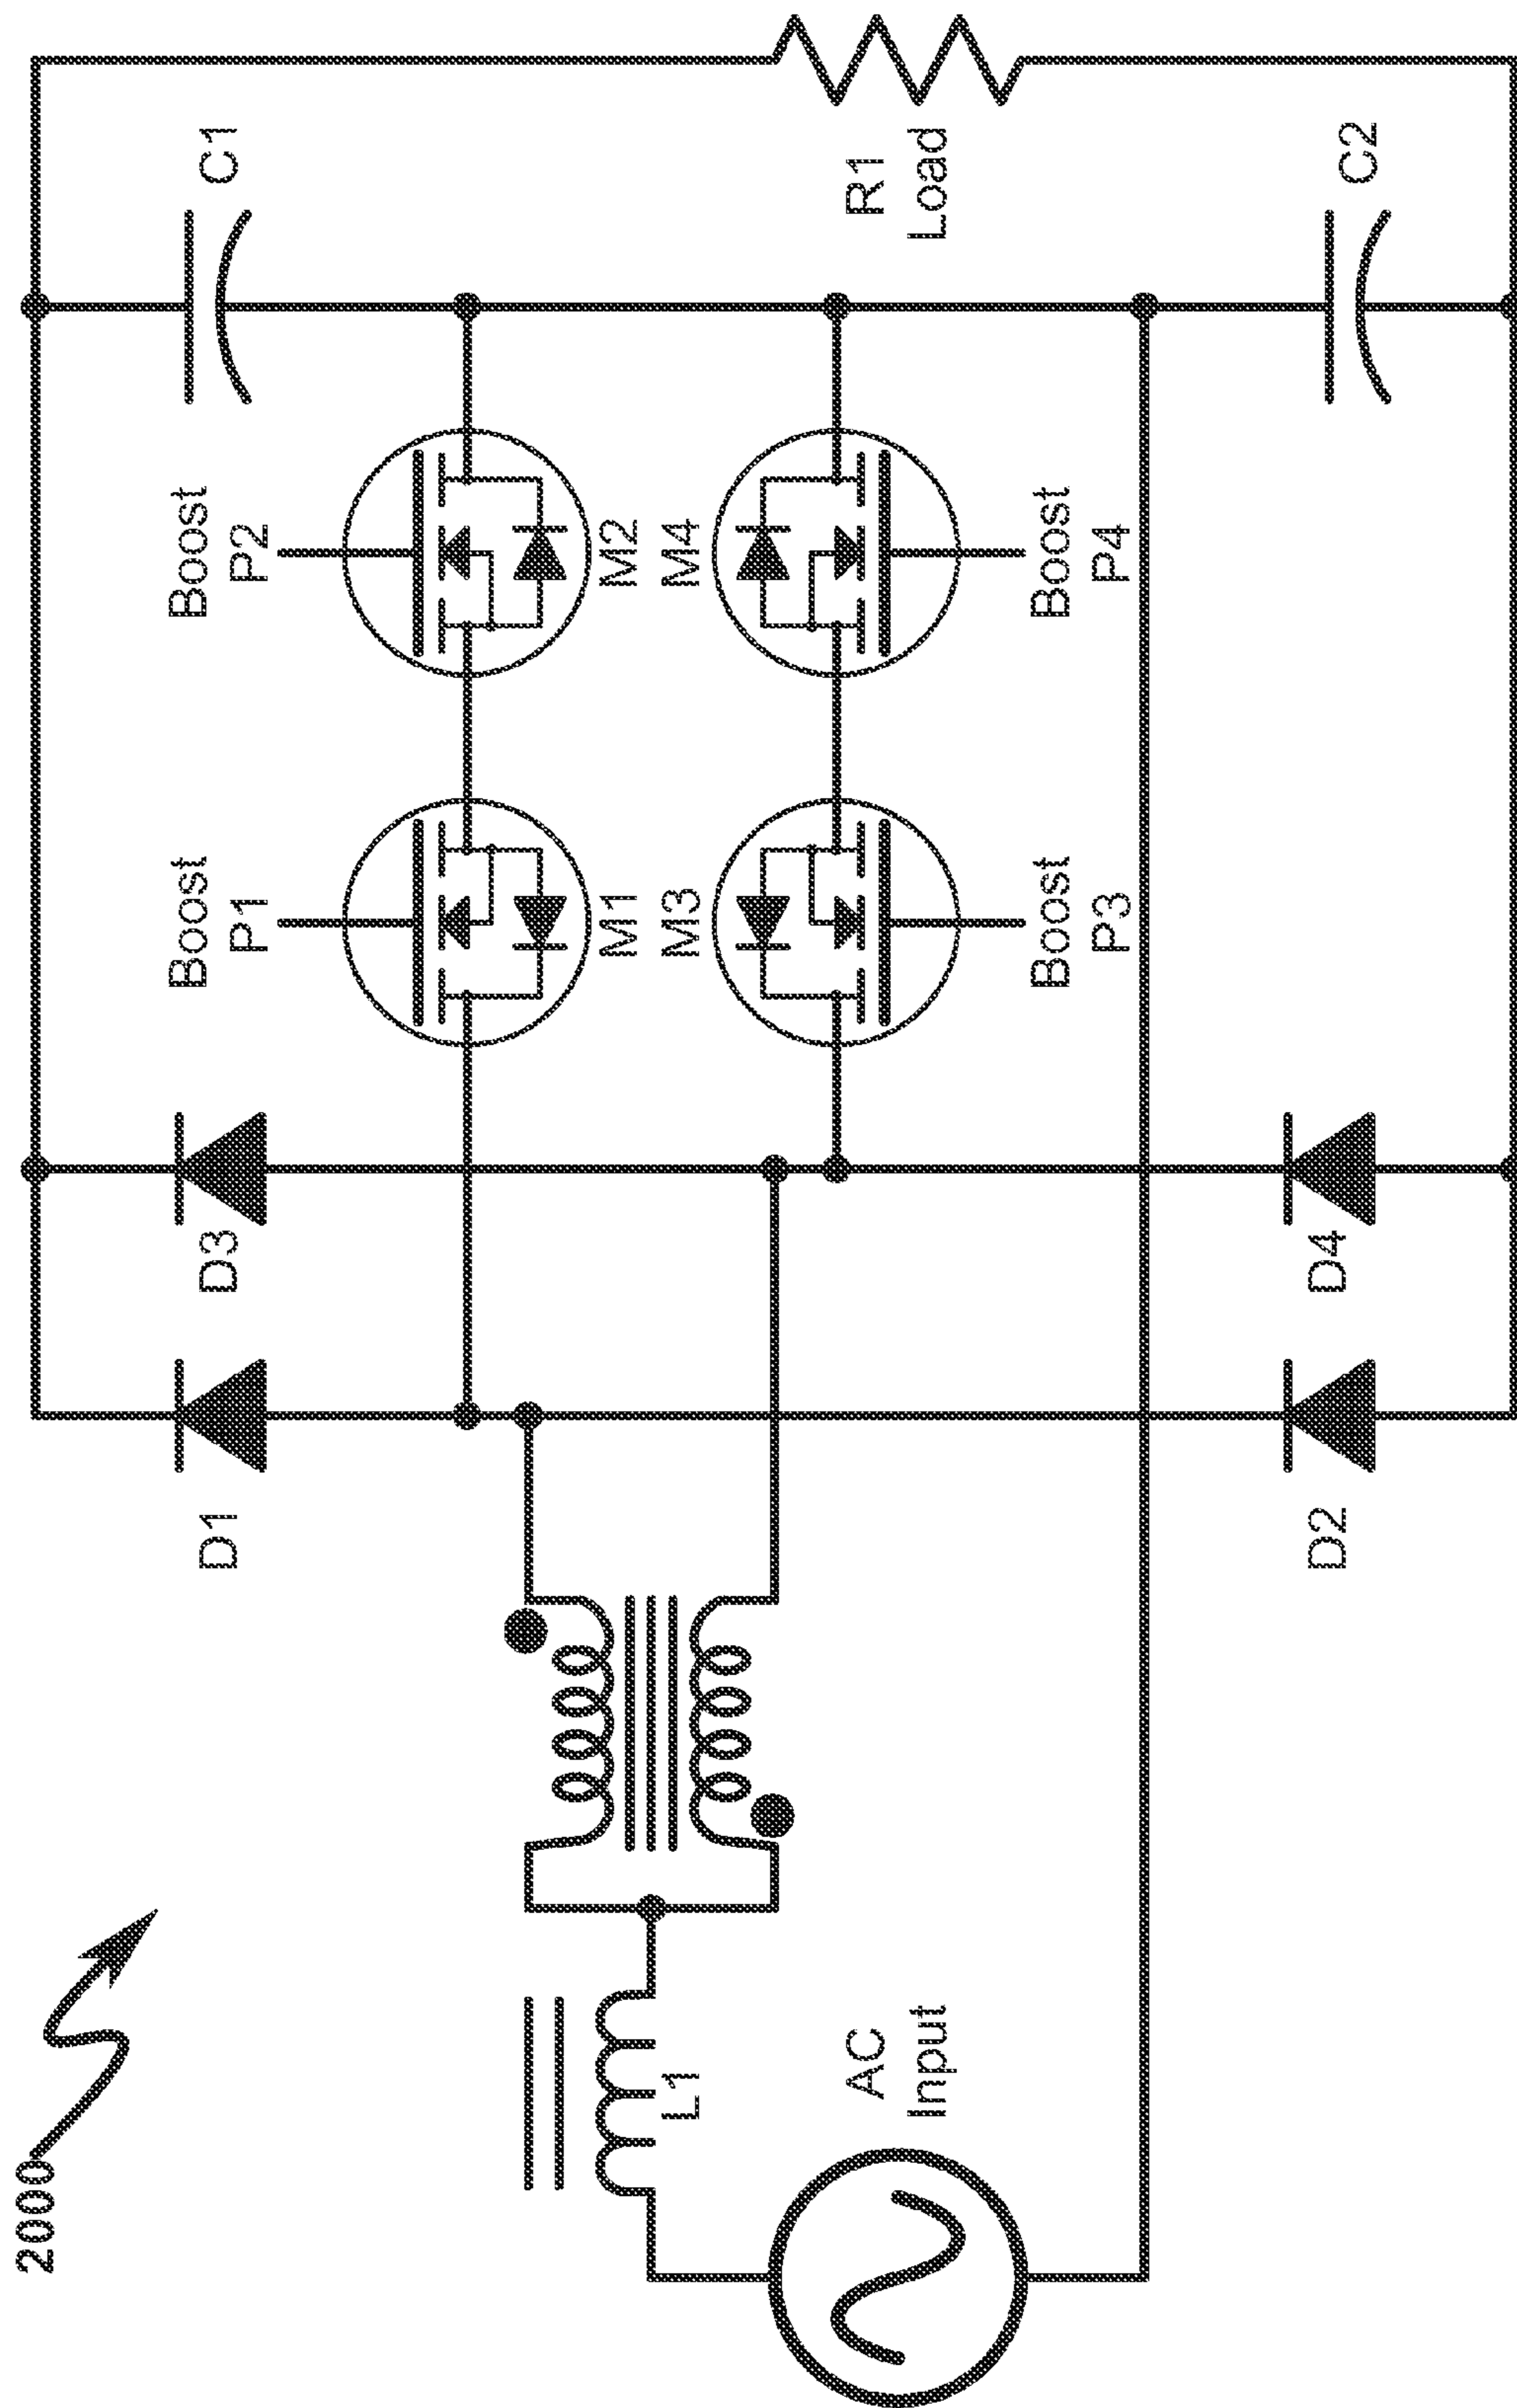 2000
C1
R1
Load
C2
Boost
P2
M2
M4
Boost
P4
Boost
P1
M1
M3
Boost
P3
D3
D4
D1
D2
L1
AC
Input